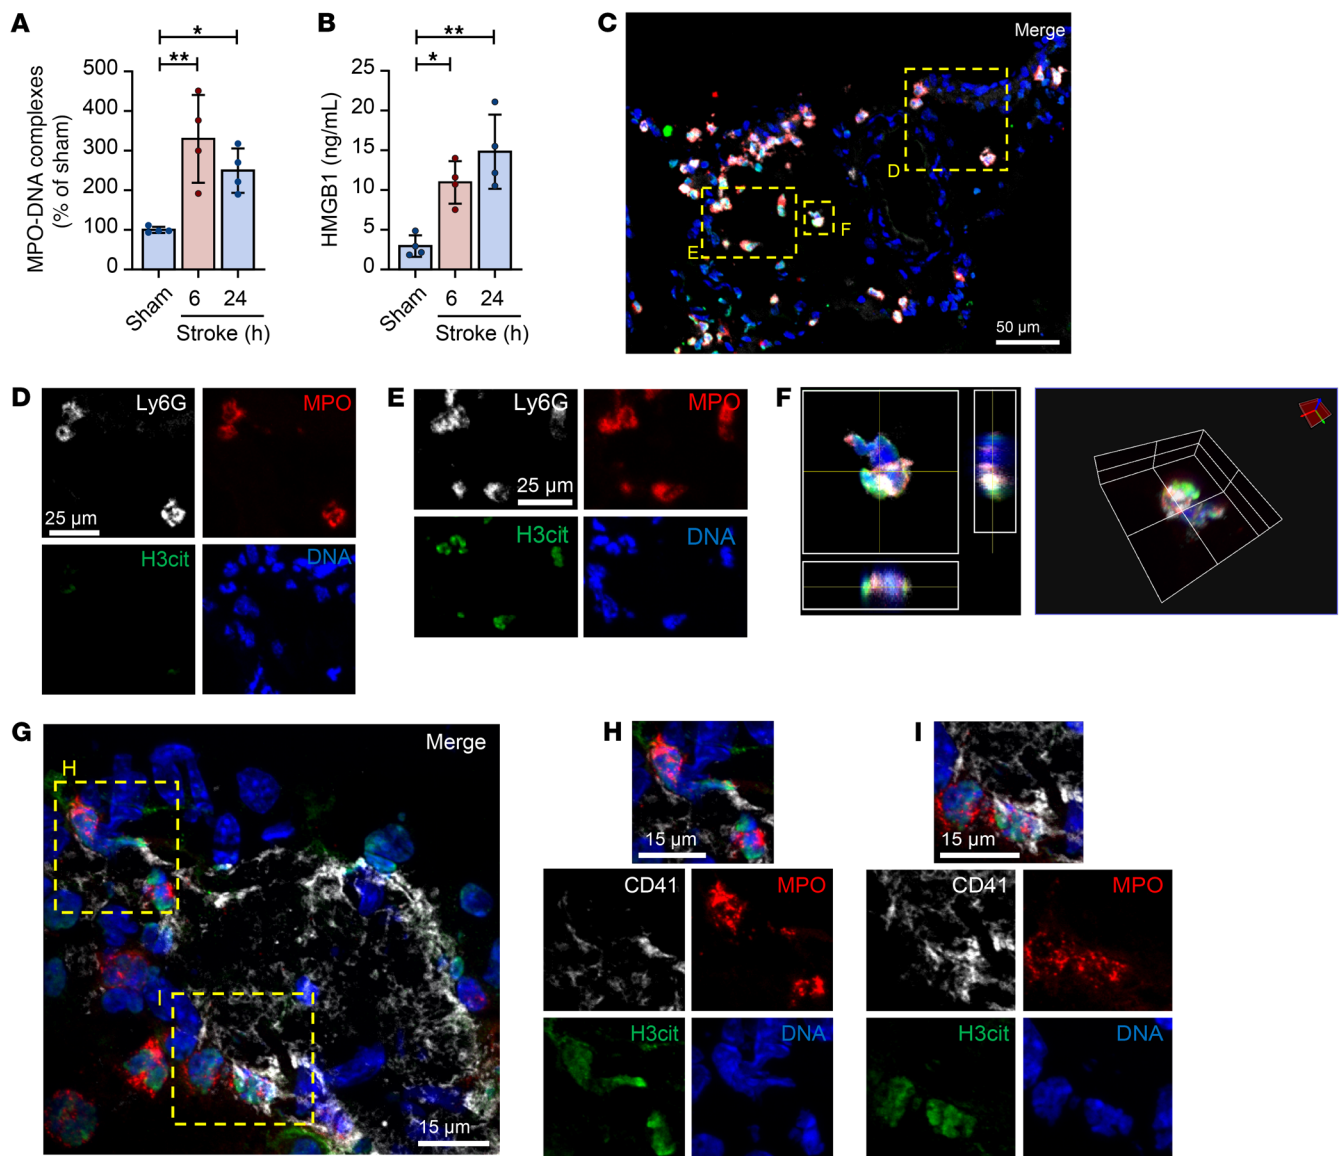 A
MPO-DNA complexes
(% of sham)
500
400
300
200
100
0
*
**
Sham
6
24
Stroke (h)
B
HMGB1 (ng/mL)
25
20
15
10
5
0
**
*
Sham
6
24
Stroke (h)
C
Merge
D
E
F
50 µm
D
Ly6G
MPO
25 µm
H3cit
DNA
E
Ly6G
MPO
25 µm
H3cit
DNA
F
G
Merge
H
I
15 µm
H
15 µm
CD41
MPO
H3cit
DNA
I
15 µm
CD41
MPO
H3cit
DNA